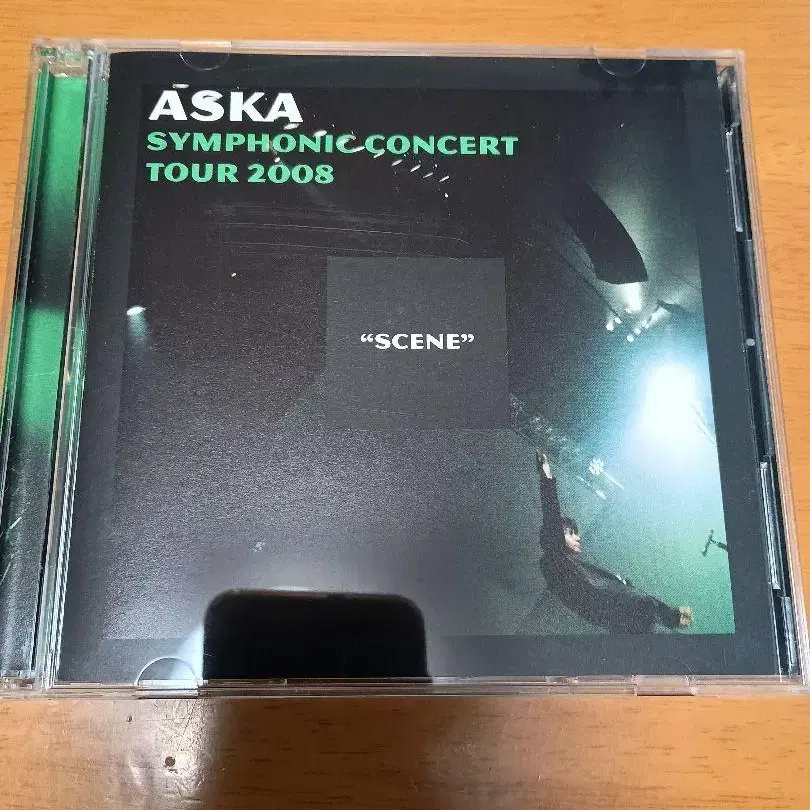 ASKA
SYMPHONIC CONCERT
TOUR 2008
“SCENE”